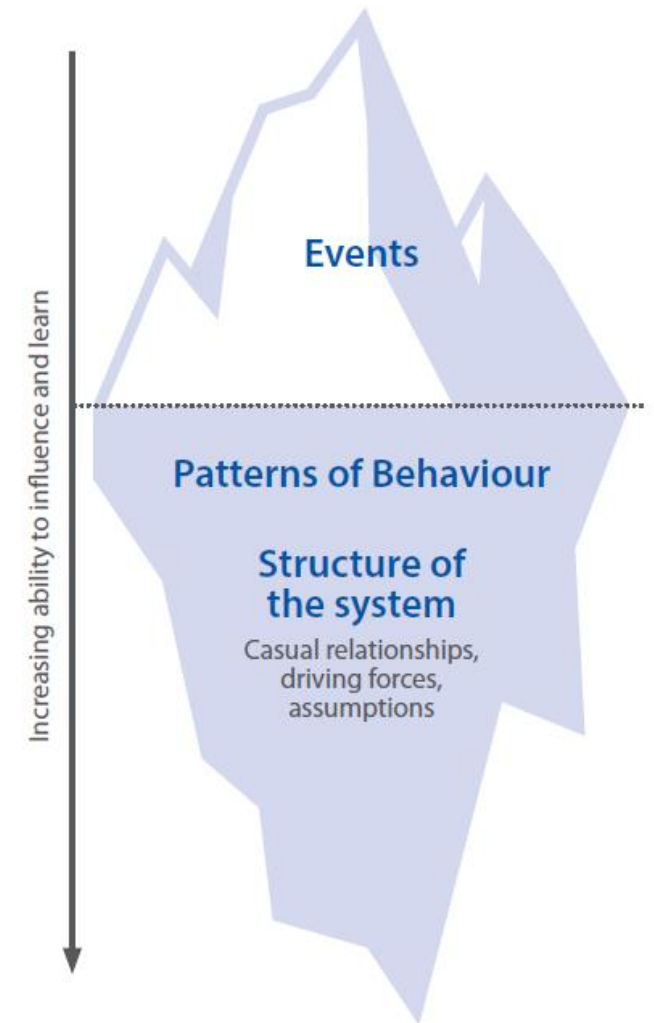 Events
Patterns of Behaviour
Structure of
the system
Casual relationships,
driving forces,
assumptions
Increasing ability to influence and learn